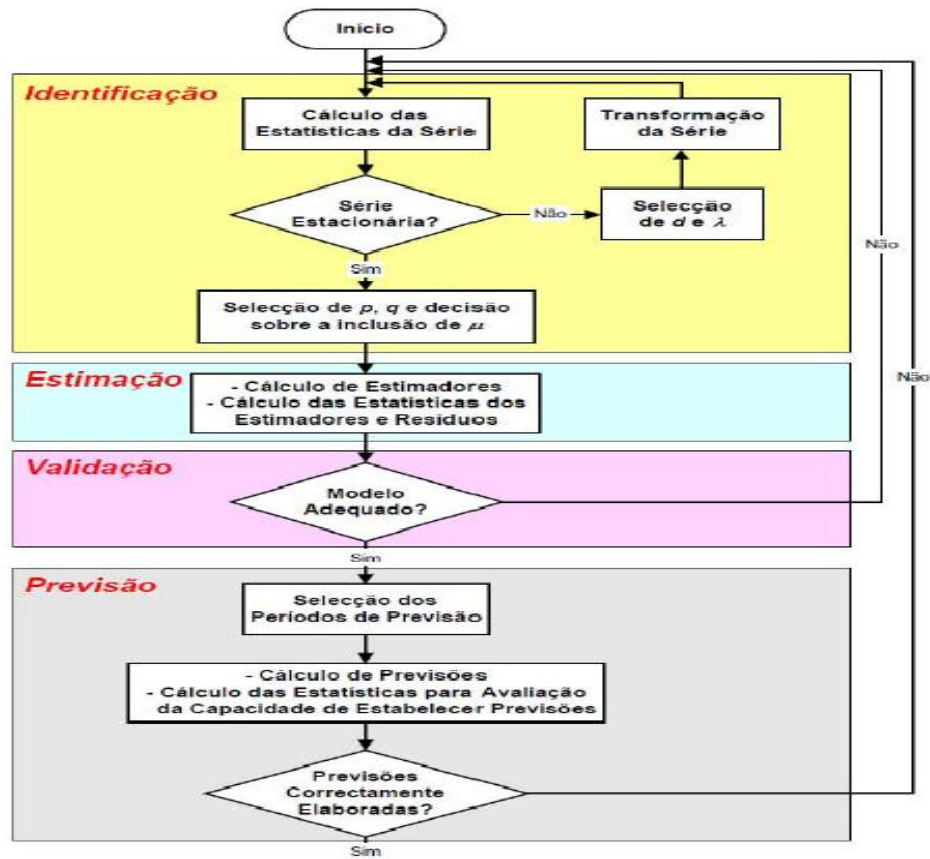 Início
Identificação
Cálculo das
Estatísticas da Série
Transformação
da Série
Série
Estacionária?
Não
Selecção
de d e λ
Não
Sim
Selecção de p, q e decisão
sobre a inclusão de μ
Estimação
- Cálculo de Estimadores
- Cálculo das Estatísticas dos
Estimadores e Resíduos
Não
Validação
Modelo
Adequado?
Sim
Previsão
Selecção dos
Períodos de Previsão
- Cálculo de Previsões
- Cálculo das Estatísticas para Avaliação
da Capacidade de Estabelecer Previsões
Previsões
Correctamente
Elaboradas?
Sim